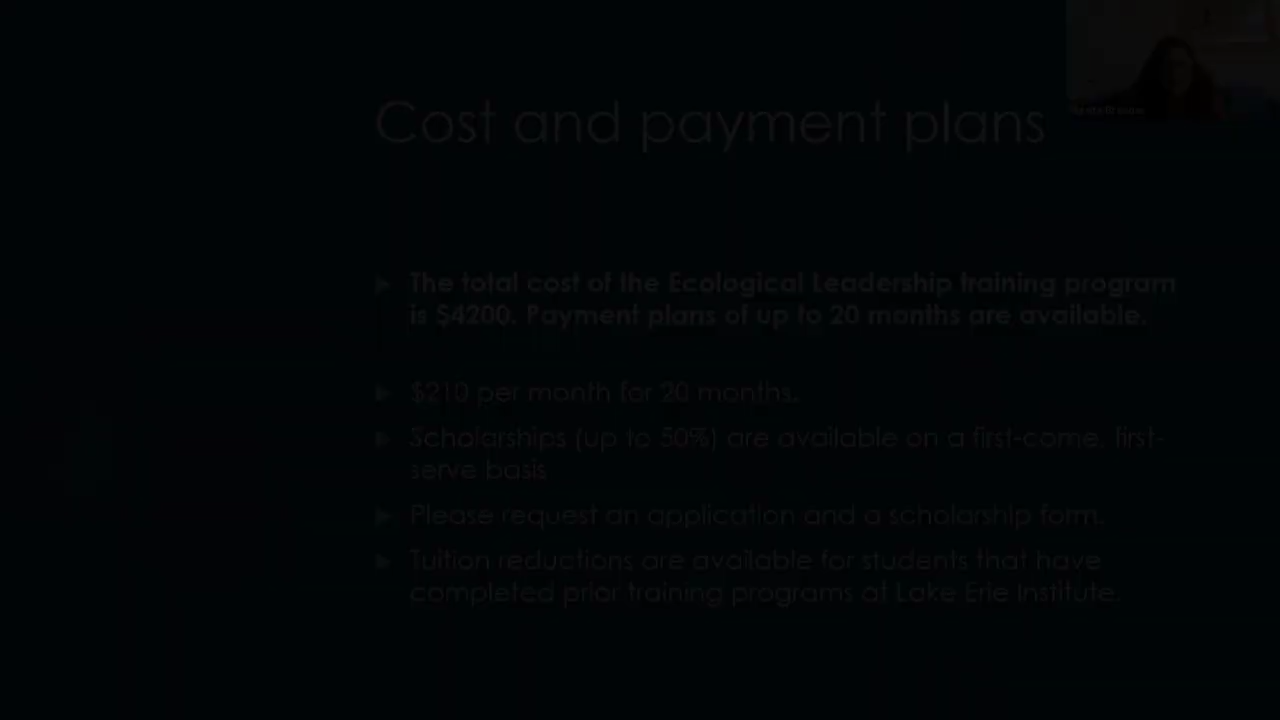 Cost and payment plans
The total cost of the Ecological Leadership training program
is $4200. Payment plans of up to 20 months are available.
$210 per month for 20 months.
Scholarships (up to 50%) are available on a first-come, first-
serve basis
Please request an application and a scholarship form.
Tuition reductions are available for students that have
completed prior training programs at Lake Erie Institute.